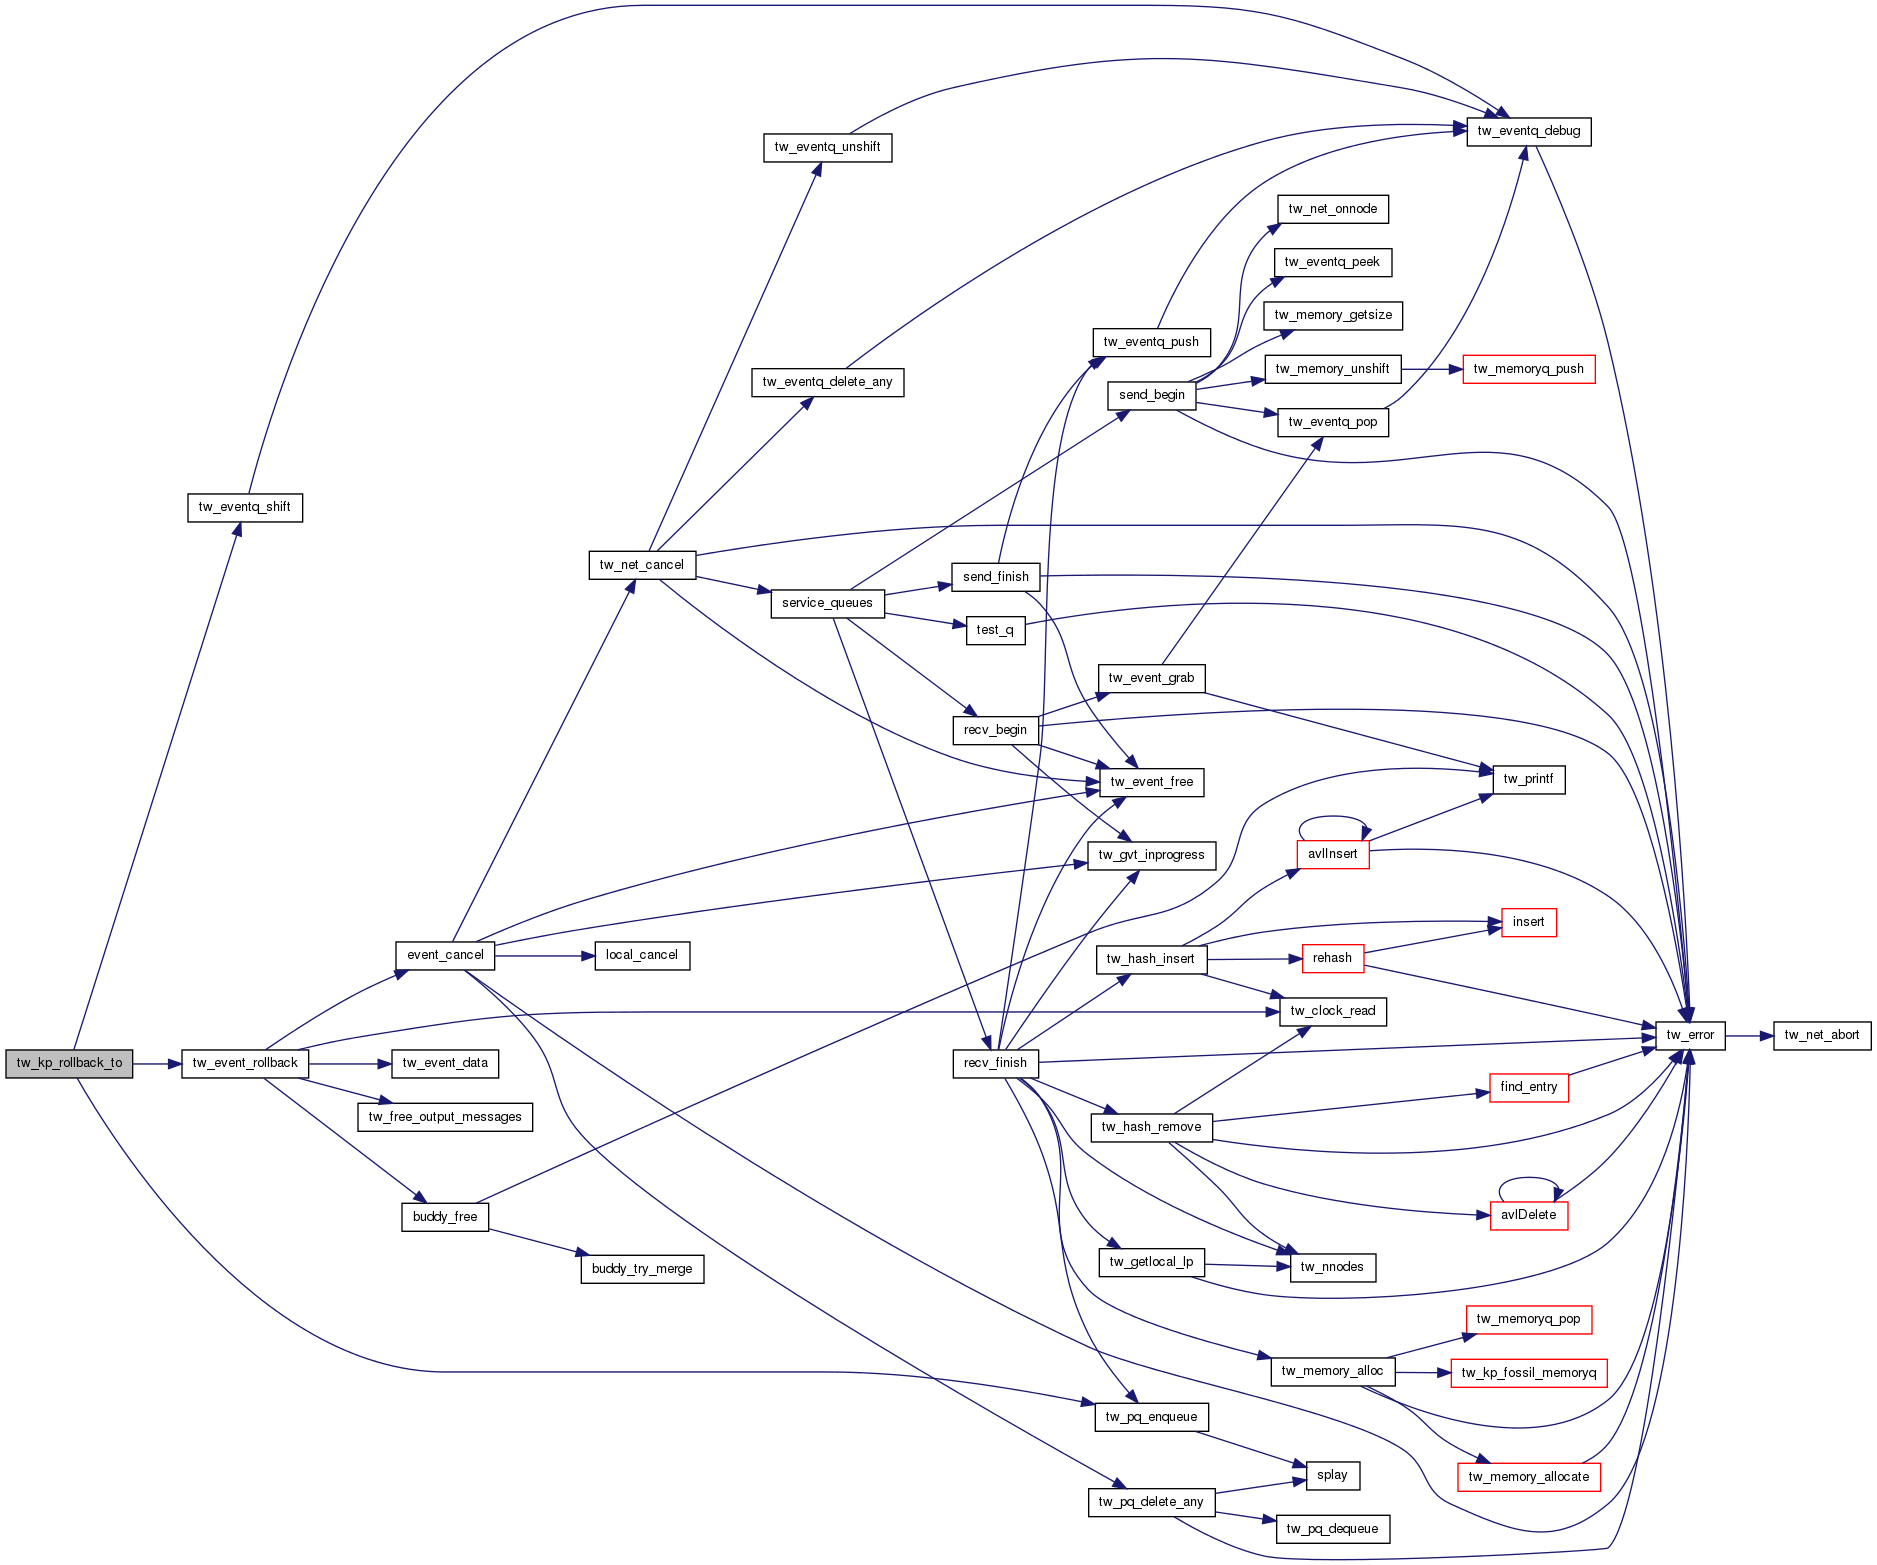 tw_eventq_debug
tw_eventq_unshift
tw_net_onnode
tw_eventq_peek
tw_memory_getsize
tw_eventq_push
tw_memory_unshift
tw_memoryq_push
tw_eventq_delete_any
send_begin
tw_eventq_pop
tw_eventq_shift
tw_net_cancel
send_finish
service_queues
test_q
tw_event_grab
recv_begin
tw_event_free
tw_printf
tw_gvt_inprogress
avlInsert
insert
event_cancel
local_cancel
tw_hash_insert
rehash
tw_clock_read
tw_error
tw_net_abort
tw_kp_rollback_to
tw_event_rollback
tw_event_data
recv_finish
find_entry
tw_free_output_messages
tw_hash_remove
buddy_free
avlDelete
tw_getlocal_lp
tw_nnodes
buddy_try_merge
tw_memoryq_pop
tw_memory_alloc
tw_kp_fossil_memoryq
tw_pq_enqueue
splay
tw_memory_allocate
tw_pq_delete_any
tw_pq_dequeue